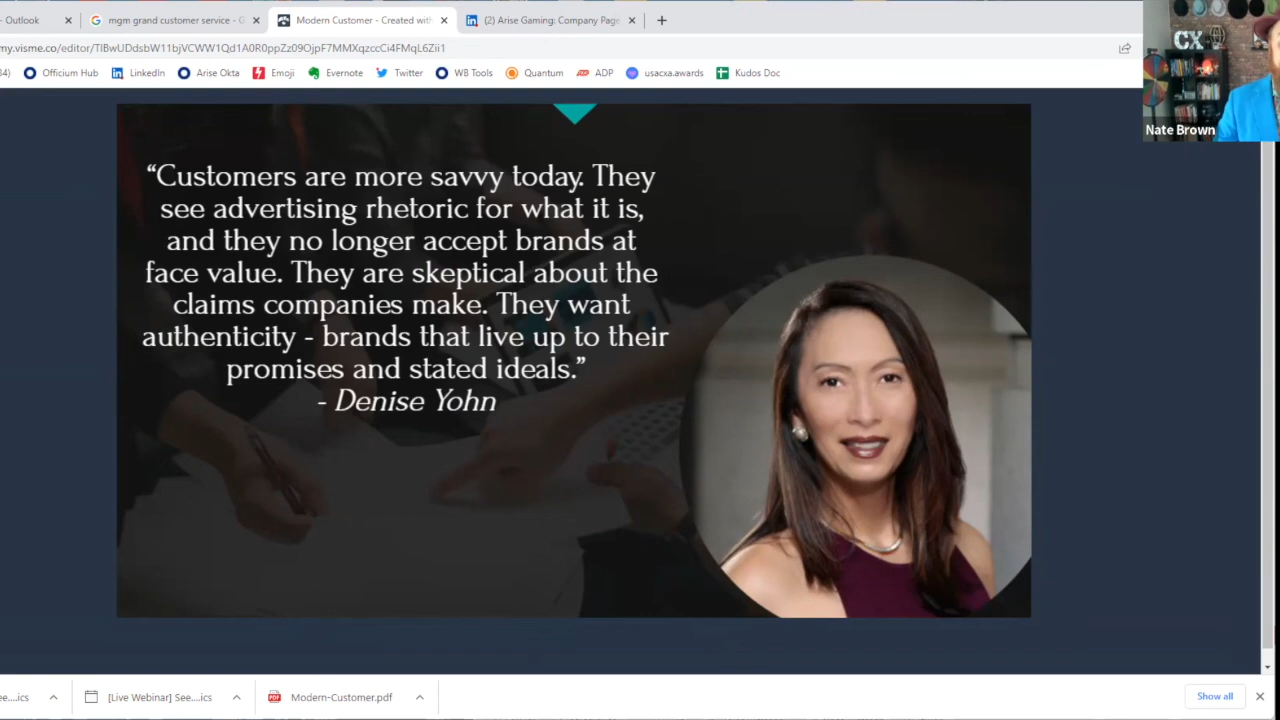 - Outlook
mgm grand customer service - G
Modern Customer - Created with
(2) Arise Gaming: Company Page
my.visme.co/editor/TlBwUDdsbW11bjVCWW1Qd1A0R0ppZz09OjpF7MMXqzccCi4FMqL6Zii1
34)
Officium Hub
LinkedIn
Arise Okta
Emoji
Evernote
Twitter
WB Tools
Quantum
ADP
usacxa.awards
Kudos Doc
CX
Nate Brown
“Customers are more savvy today. They
see advertising rhetoric for what it is,
and they no longer accept brands at
face value. They are skeptical about the
claims companies make. They want
authenticity - brands that live up to their
promises and stated ideals.”
- Denise Yohn
ee....ics
[Live Webinar] See....ics
Modern-Customer.pdf
Show all